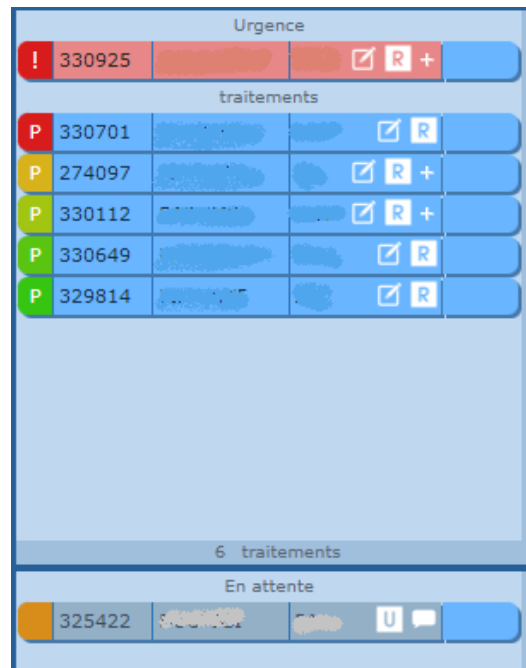 Urgence
! 330925 R +
traitements
P 330701 R
P 274097 R +
P 330112 R +
P 330649 R
P 329814 R
6 traitements
En attente
325422 U